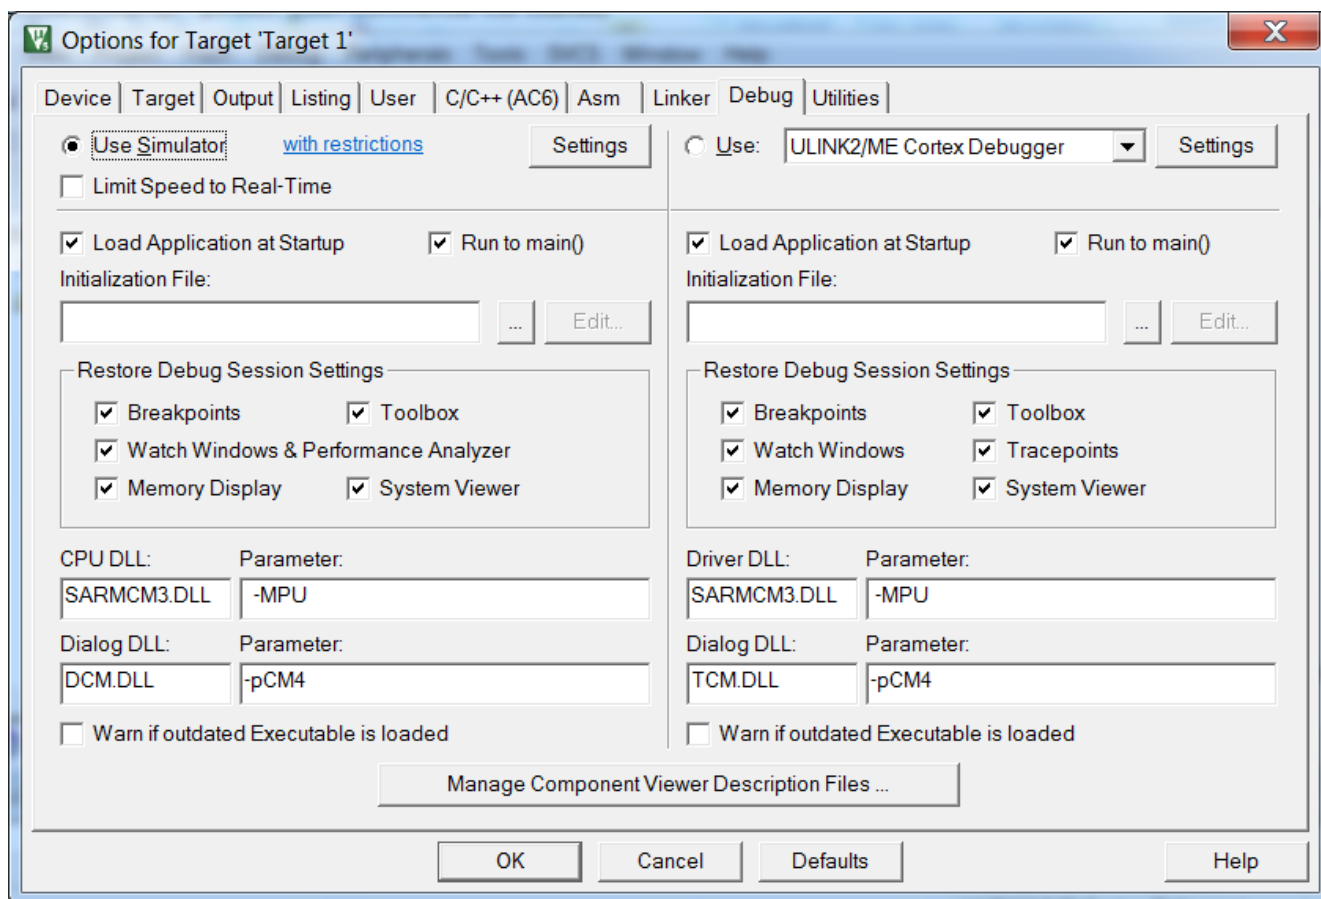 Options for Target 'Target 1'
Peripherals Tools SVCS Window Help
Device Target Output Listing User C/C++ (AC6) Asm Linker Debug Utilities
Use Simulator with restrictions Settings Use: ULINK2/ME Cortex Debugger Settings
Limit Speed to Real-Time
Load Application at Startup Run to main() Load Application at Startup Run to main()
Initialization File: Initialization File:
... Edit... ... Edit...
Restore Debug Session Settings Restore Debug Session Settings
Breakpoints Toolbox Breakpoints Toolbox
Watch Windows & Performance Analyzer Watch Windows Tracepoints
Memory Display System Viewer Memory Display System Viewer
CPU DLL: Parameter: Driver DLL: Parameter:
SARMCM3.DLL -MPU SARMCM3.DLL -MPU
Dialog DLL: Parameter: Dialog DLL: Parameter:
DCM.DLL -pCM4 TCM.DLL -pCM4
Warn if outdated Executable is loaded Warn if outdated Executable is loaded
Manage Component Viewer Description Files ...
OK Cancel Defaults Help